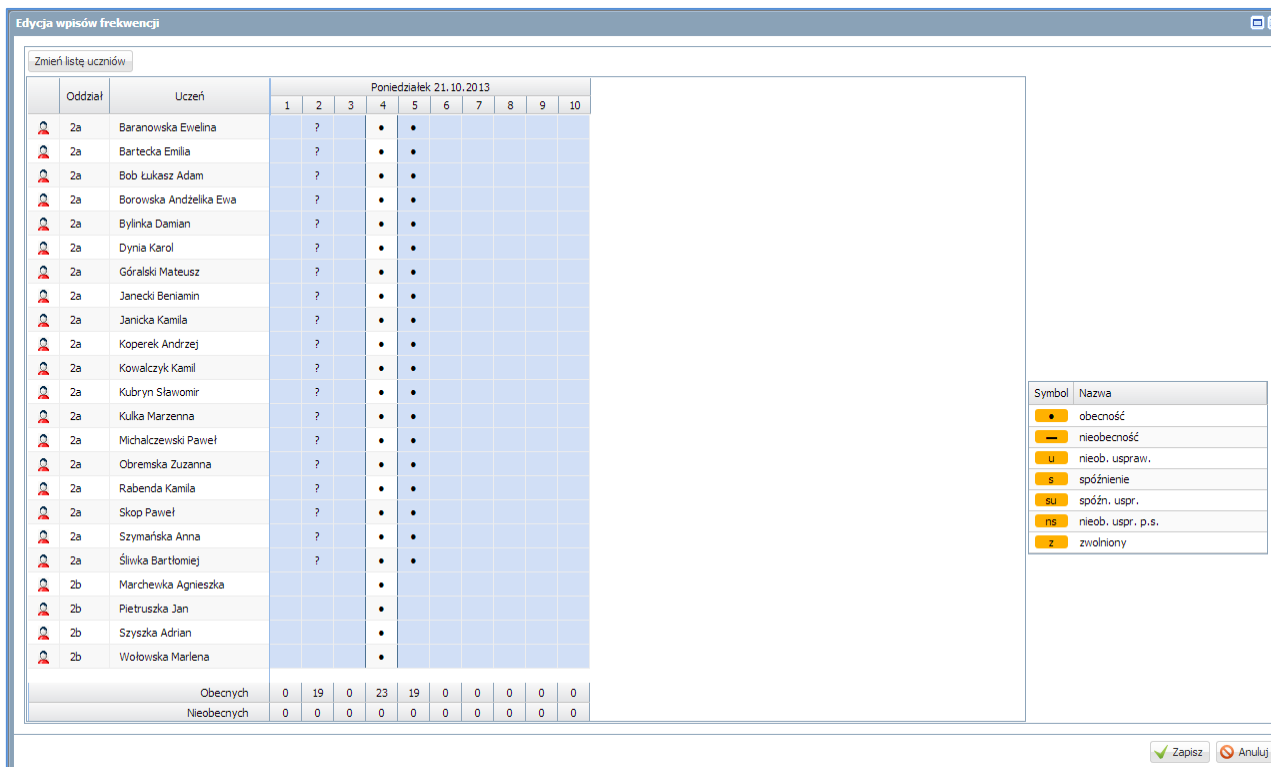 Edycja wpisów frekwencji
Zmień listę uczniów
Oddział Uczeń Poniedziałek 21.10.2013
1 2 3 4 5 6 7 8 9 10
2a Baranowska Ewelina ? • •
2a Bartecka Emilia ? • •
2a Bob Łukasz Adam ? • •
2a Borowska Andżelika Ewa ? • •
2a Bylinka Damian ? • •
2a Dynia Karol ? • •
2a Góralski Mateusz ? • •
2a Janecki Beniamin ? • •
2a Janicka Kamila ? • •
2a Koperek Andrzej ? • •
2a Kowalczyk Kamil ? • •
2a Kubryn Sławomir ? • •
2a Kulka Marzenna ? • •
2a Michalczewski Paweł ? • •
2a Obremska Zuzanna ? • •
2a Rabenda Kamila ? • •
2a Skop Paweł ? • •
2a Szymańska Anna ? • •
2a Śliwka Bartłomiej ? • •
2b Marchewka Agnieszka •
2b Pietruszka Jan •
2b Szyszka Adrian •
2b Wołowska Marlena •
Obecnych 0 19 0 23 19 0 0 0 0 0
Nieobecnych 0 0 0 0 0 0 0 0 0 0
Symbol Nazwa
• obecność
— nieobecność
u nieob. uspraw.
s spóźnienie
su spóźn. uspr.
ns nieob. uspr. p.s.
z zwolniony
Zapisz Anuluj